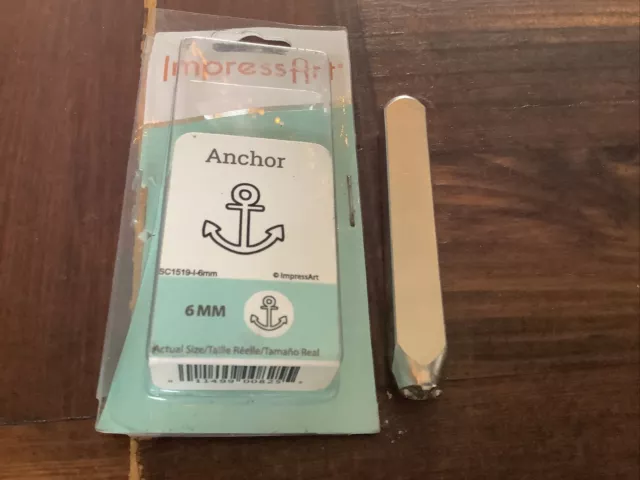 ImpressArt®
Anchor
SC1519-I-6mm
© ImpressArt
6 MM
Actual Size/Taille Réelle/Tamaño Real